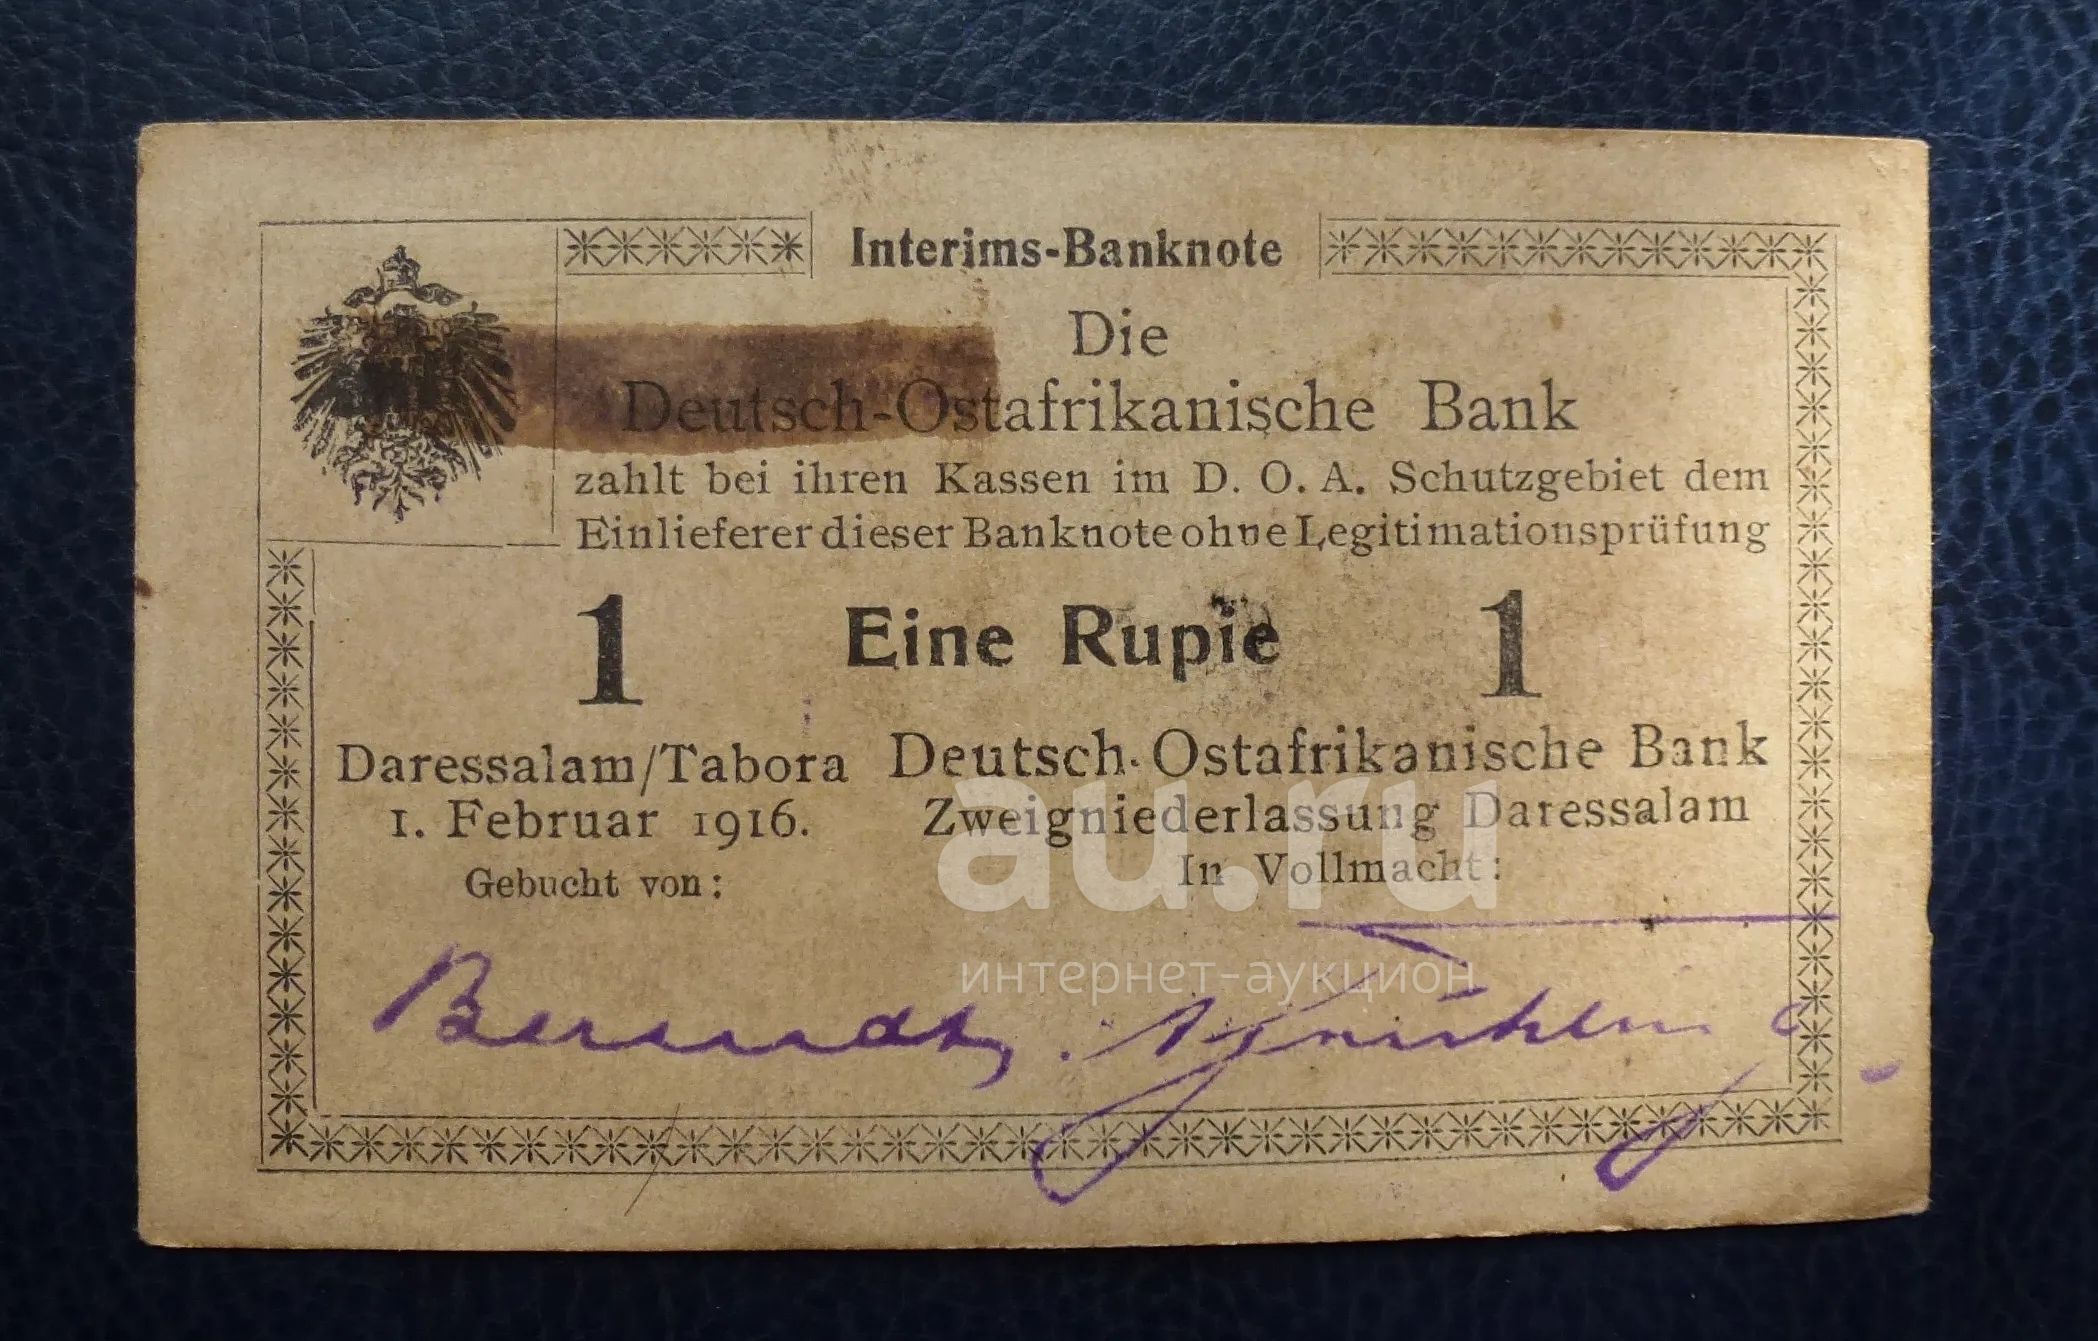 Interims-Banknote
Die
Deutsch-Ostafrikanische Bank
zahlt bei ihren Kassen im D. O. A. Schutzgebiet dem
Einlieferer dieser Banknote ohne Legitimationsprüfung
1 Eine Rupie 1
Daressalam/Tabora
1. Februar 1916.
Gebucht von:
Deutsch-Ostafrikanische Bank
Zweigniederlassung Daressalam
In Vollmacht:
au.ru
интернет-аукцион